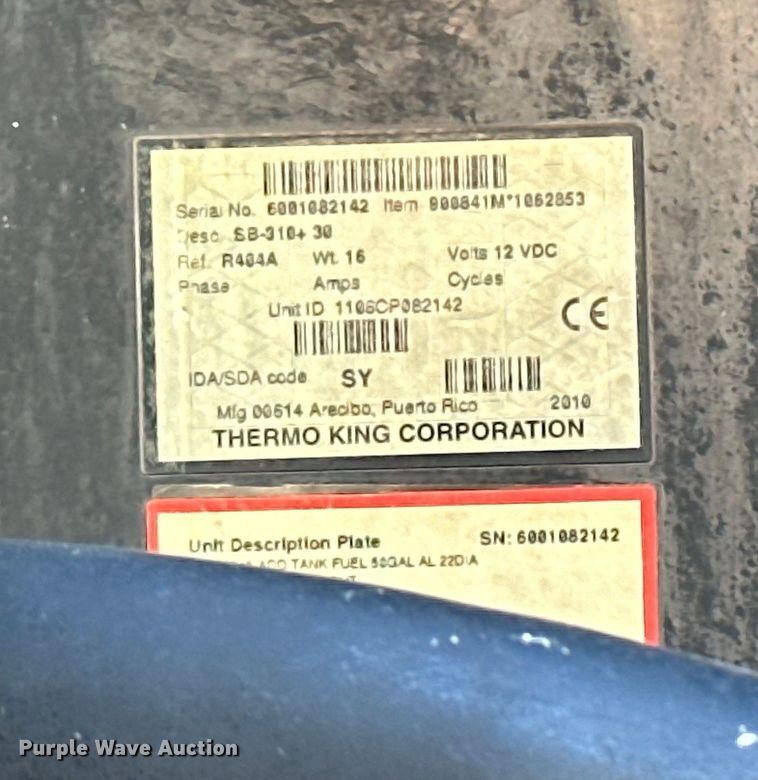 Serial No. 6001082142 Item 900841M*1062853
Desc SB-310+ 30
Ref. R404A Wt. 16 Volts 12 VDC
Phase Amps Cycles
Unit ID 1106CP082142
CE
IDA/SDA code SY
Mfg 00614 Arecibo, Puerto Rico 2010
THERMO KING CORPORATION
Unit Description Plate SN: 6001082142
ADD TANK FUEL 50GAL AL 22DIA
Purple Wave Auction